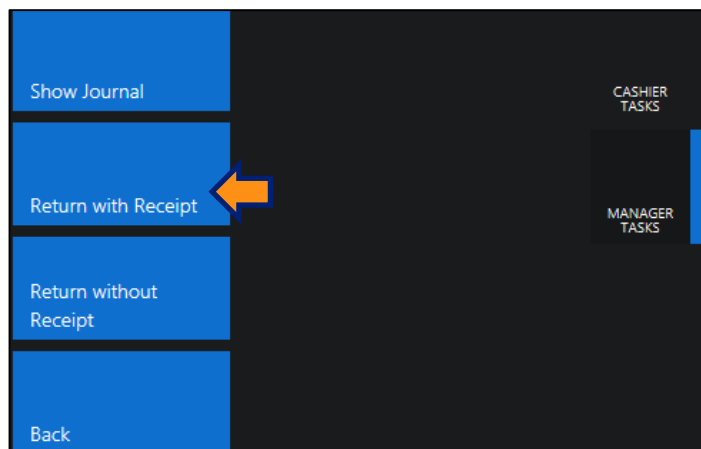 Show Journal
CASHIER
TASKS
Return with Receipt
MANAGER
TASKS
Return without
Receipt
Back